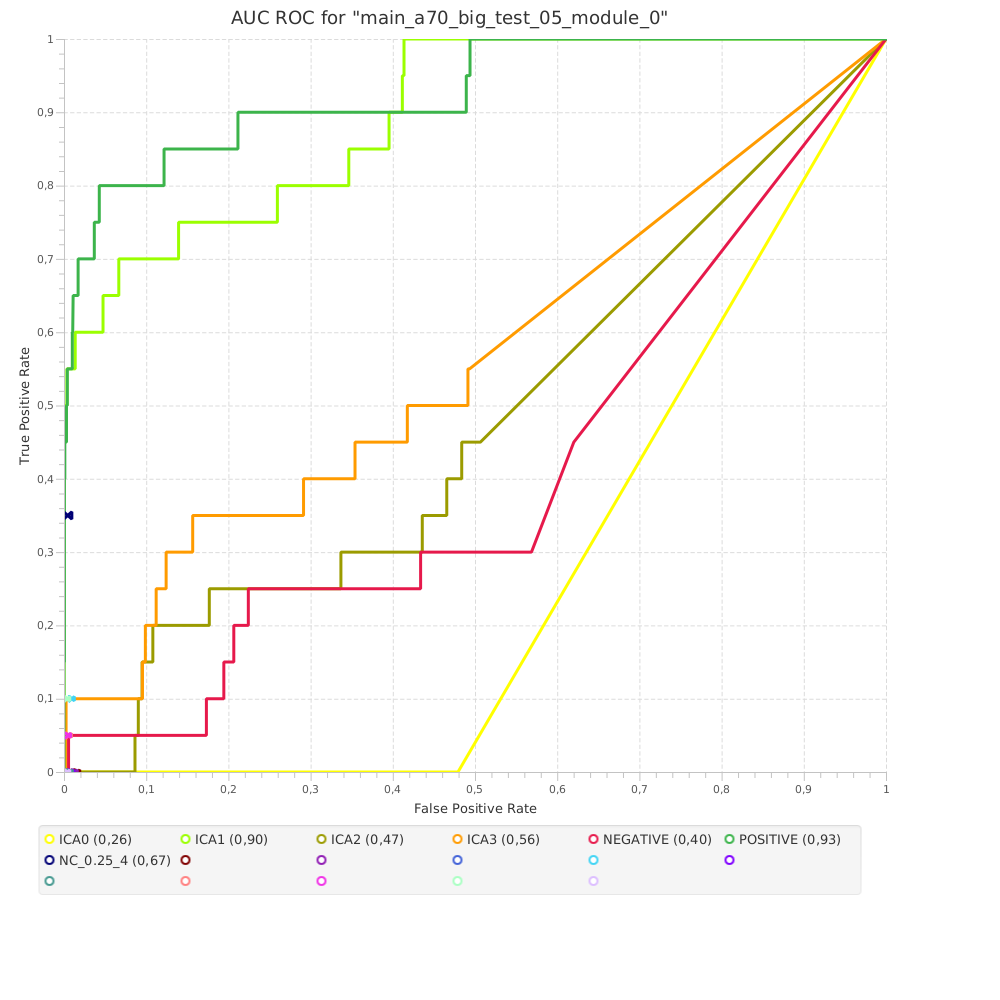 AUC ROC for "main_a70_big_test_05_module_0"
True Positive Rate
1
0,9
0,8
0,7
0,6
0,5
0,4
0,3
0,2
0,1
0
0 0,1 0,2 0,3 0,4 0,5 0,6 0,7 0,8 0,9 1
False Positive Rate
ICA0 (0,26) ICA1 (0,90) ICA2 (0,47) ICA3 (0,56) NEGATIVE (0,40) POSITIVE (0,93)
NC_0.25_4 (0,67)